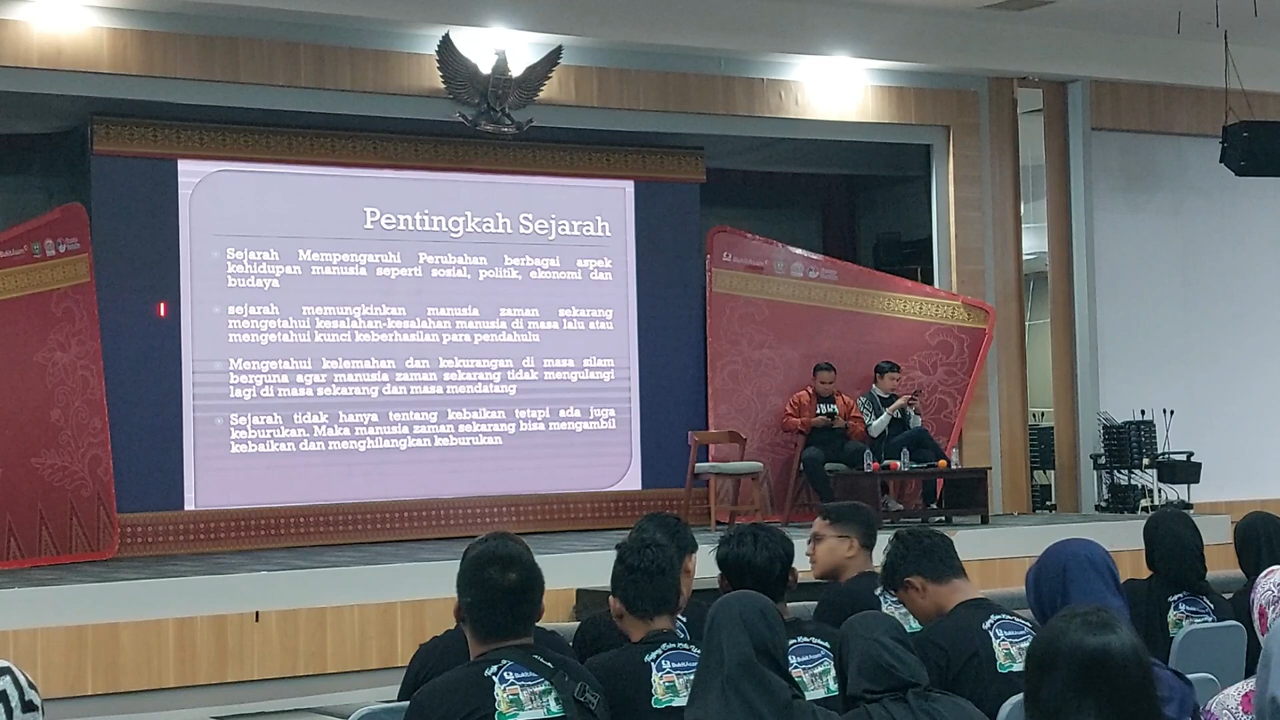 Pentingkah Sejarah
Sejarah Mempengaruhi Perubahan berbagai aspek
kehidupan manusia seperti sosial, politik, ekonomi dan
budaya
sejarah memungkinkan manusia zaman sekarang
mengetahui kesalahan-kesalahan manusia di masa lalu atau
mengetahui kunci keberhasilan para pendahulu
Mengetahui kelemahan dan kekurangan di masa silam
berguna agar manusia zaman sekarang tidak mengulangi
lagi di masa sekarang dan masa mendatang
Sejarah tidak hanya tentang kebaikan tetapi ada juga
keburukan. Maka manusia zaman sekarang bisa mengambil
kebaikan dan menghilangkan keburukan
BukitAsam
BukitAsam
BukitAsam